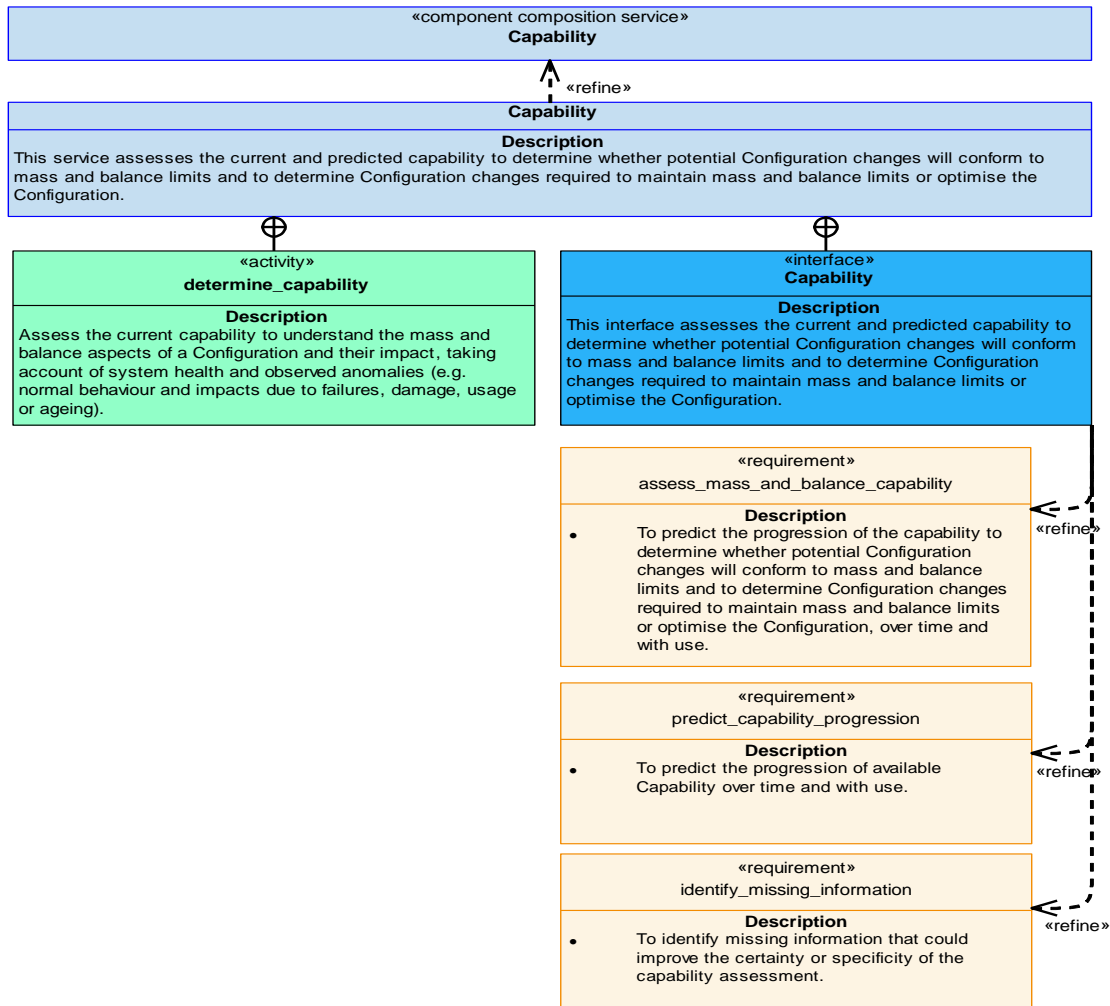 «component composition service»
Capability
«refine»
Capability
Description
This service assesses the current and predicted capability to determine whether potential Configuration changes will conform to
mass and balance limits and to determine Configuration changes required to maintain mass and balance limits or optimise the
Configuration.
«activity»
determine_capability
Description
Assess the current capability to understand the mass and
balance aspects of a Configuration and their impact, taking
account of system health and observed anomalies (e.g.
normal behaviour and impacts due to failures, damage, usage
or ageing).
«interface»
Capability
Description
This interface assesses the current and predicted capability to
determine whether potential Configuration changes will conform
to mass and balance limits and to determine Configuration
changes required to maintain mass and balance limits or
optimise the Configuration.
«requirement»
assess_mass_and_balance_capability
Description
• To predict the progression of the capability to
determine whether potential Configuration
changes will conform to mass and balance
limits and to determine Configuration changes
required to maintain mass and balance limits
or optimise the Configuration, over time and
with use.
«refine»
«requirement»
predict_capability_progression
Description
• To predict the progression of available
Capability over time and with use.
«refine»
«requirement»
identify_missing_information
Description
• To identify missing information that could
improve the certainty or specificity of the
capability assessment.
«refine»